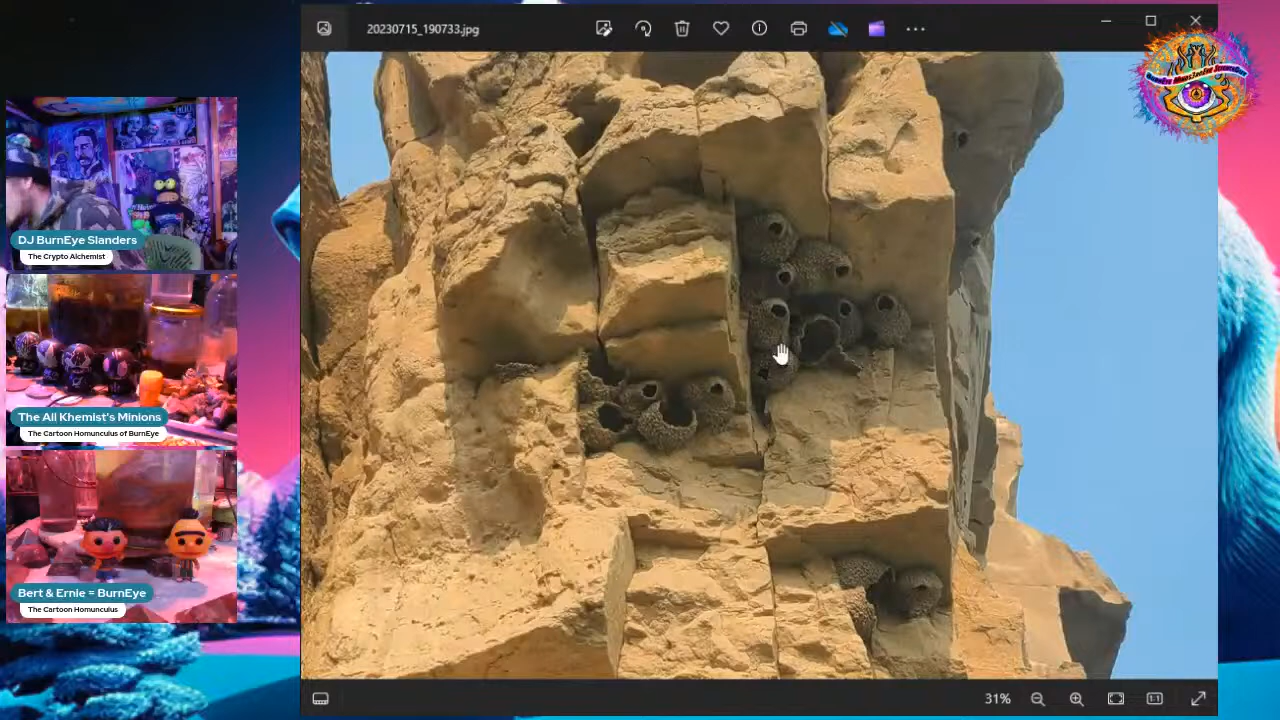 20230715_190733.jpg
DJ BurnEye Slanders
The Crypto Alchemist
The All Khemist's Minions
The Cartoon Homunculus of BurnEye
Bert & Ernie = BurnEye
The Cartoon Homunculus
31%